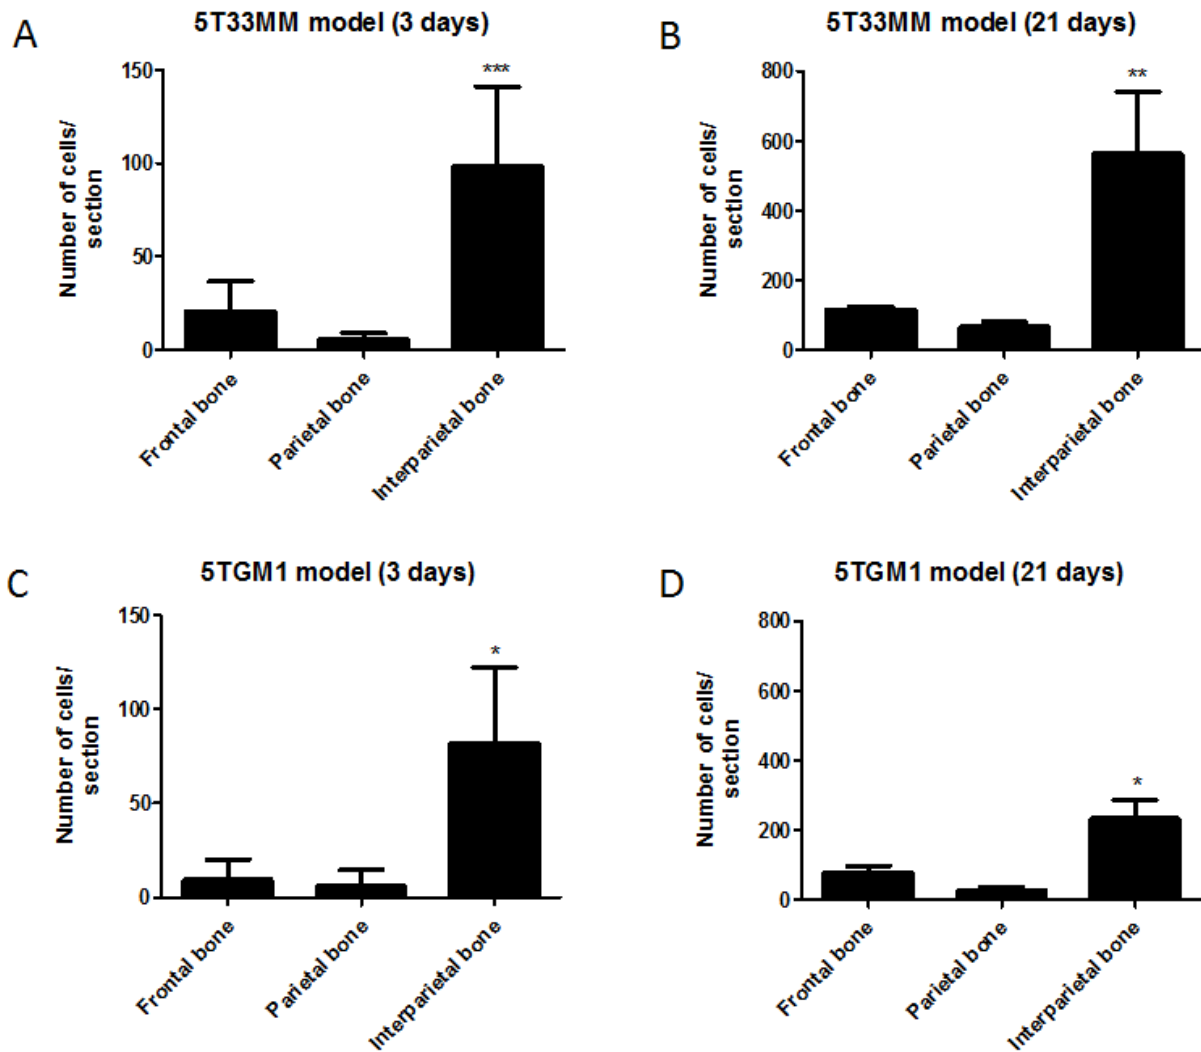 A
5T33MM model (3 days)
Number of cells/
section
150
100
50
0
***
Frontal bone
Parietal bone
Interparietal bone
B
5T33MM model (21 days)
Number of cells/
section
800
600
400
200
0
**
Frontal bone
Parietal bone
Interparietal bone
C
5TGM1 model (3 days)
Number of cells/
section
150
100
50
0
*
Frontal bone
Parietal bone
Interparietal bone
D
5TGM1 model (21 days)
Number of cells/
section
800
600
400
200
0
*
Frontal bone
Parietal bone
Interparietal bone